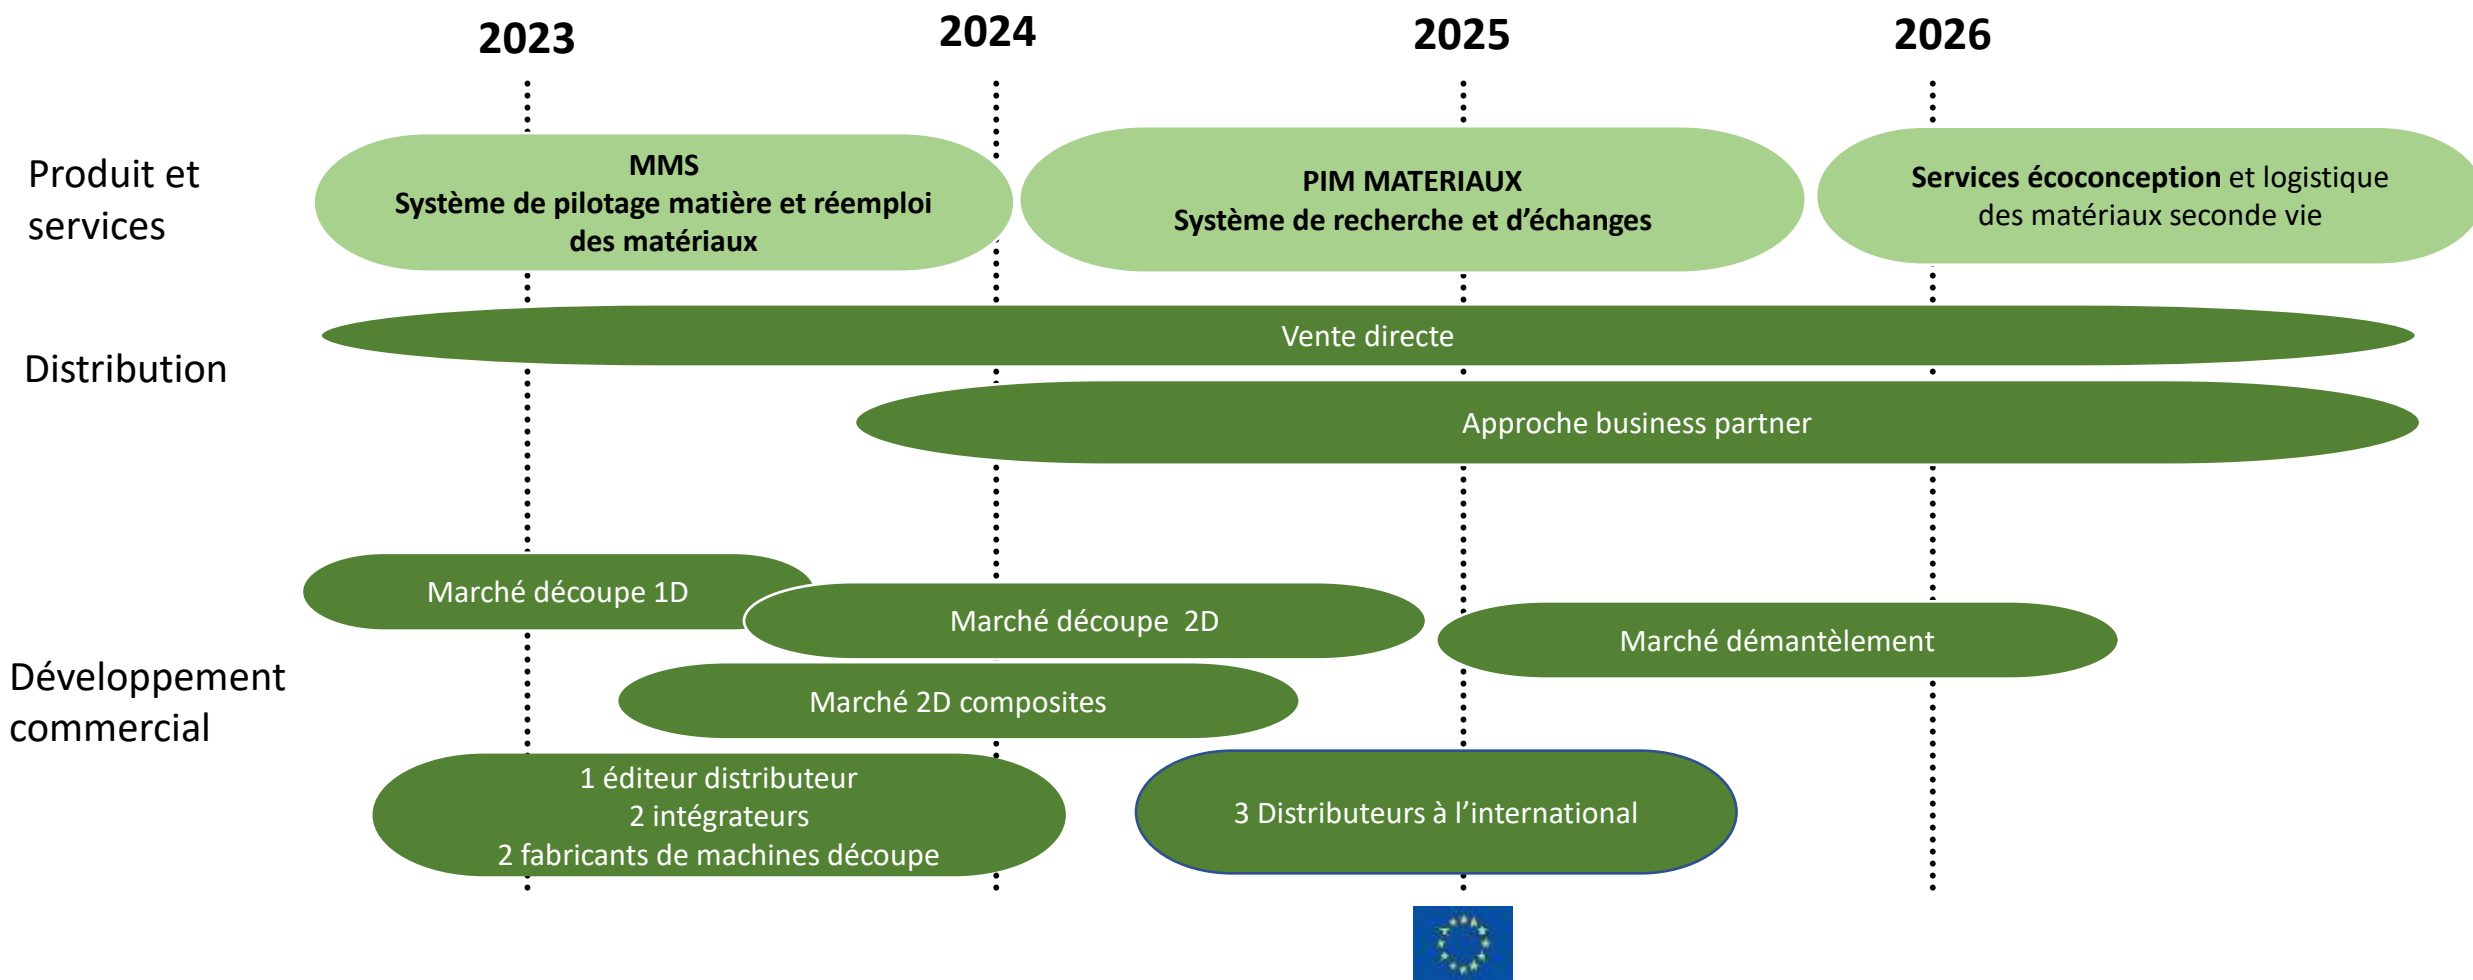 2023
2024
2025
2026
Produit et
services
MMS
Système de pilotage matière et réemploi
des matériaux
PIM MATERIAUX
Système de recherche et d’échanges
Services écoconception et logistique
des matériaux seconde vie
Distribution
Vente directe
Approche business partner
Développement
commercial
Marché découpe 1D
Marché découpe 2D
Marché démantèlement
Marché 2D composites
1 éditeur distributeur
2 intégrateurs
2 fabricants de machines découpe
3 Distributeurs à l’international